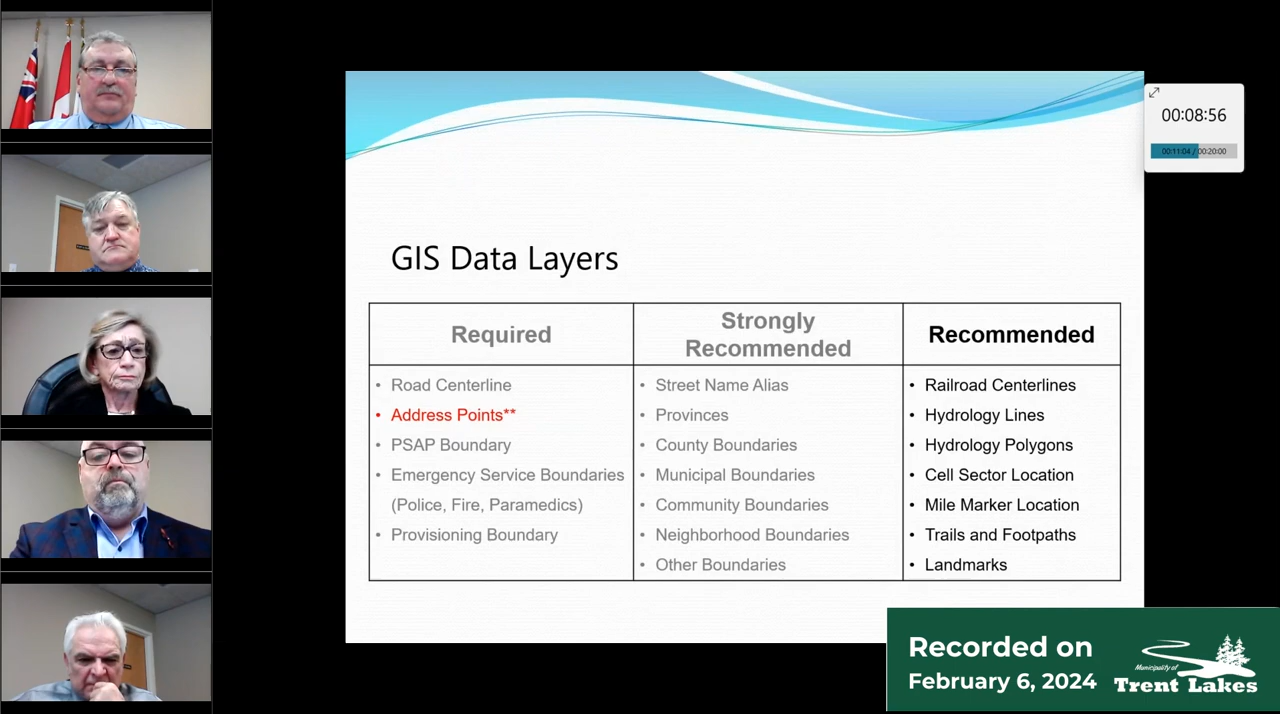 00:08:56
00:11:04 / 00:20:00
GIS Data Layers
Required
Strongly
Recommended
Recommended
• Road Centerline
• Address Points**
• PSAP Boundary
• Emergency Service Boundaries
(Police, Fire, Paramedics)
• Provisioning Boundary
• Street Name Alias
• Provinces
• County Boundaries
• Municipal Boundaries
• Community Boundaries
• Neighborhood Boundaries
• Other Boundaries
• Railroad Centerlines
• Hydrology Lines
• Hydrology Polygons
• Cell Sector Location
• Mile Marker Location
• Trails and Footpaths
• Landmarks
Recorded on
February 6, 2024
Municipality of
Trent Lakes